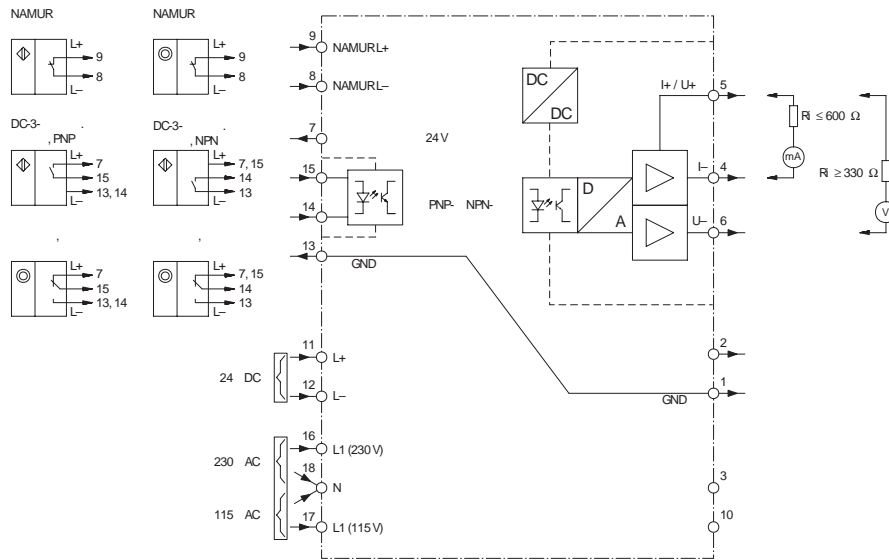 NAMUR
L+
9
8
L–
NAMUR
L+
9
8
L–
DC-3- .
, PNP
L+
7
15
13, 14
L–
DC-3- .
, NPN
L+
7, 15
14
13
L–
,
L+
7
15
13, 14
L–
,
L+
7, 15
14
13
L–
9
NAMUR L+
8
NAMUR L–
7
24 V
15
14
PNP- NPN-
13
GND
24 DC
11
L+
12
L–
230 AC
16
L1 (230 V)
18
N
115 AC
17
L1 (115 V)
DC
DC
D
A
I+ / U+
5
I–
4
U–
6
Ri ≤ 600 Ω
mA
Ri ≥ 330 Ω
V
2
1
GND
3
10